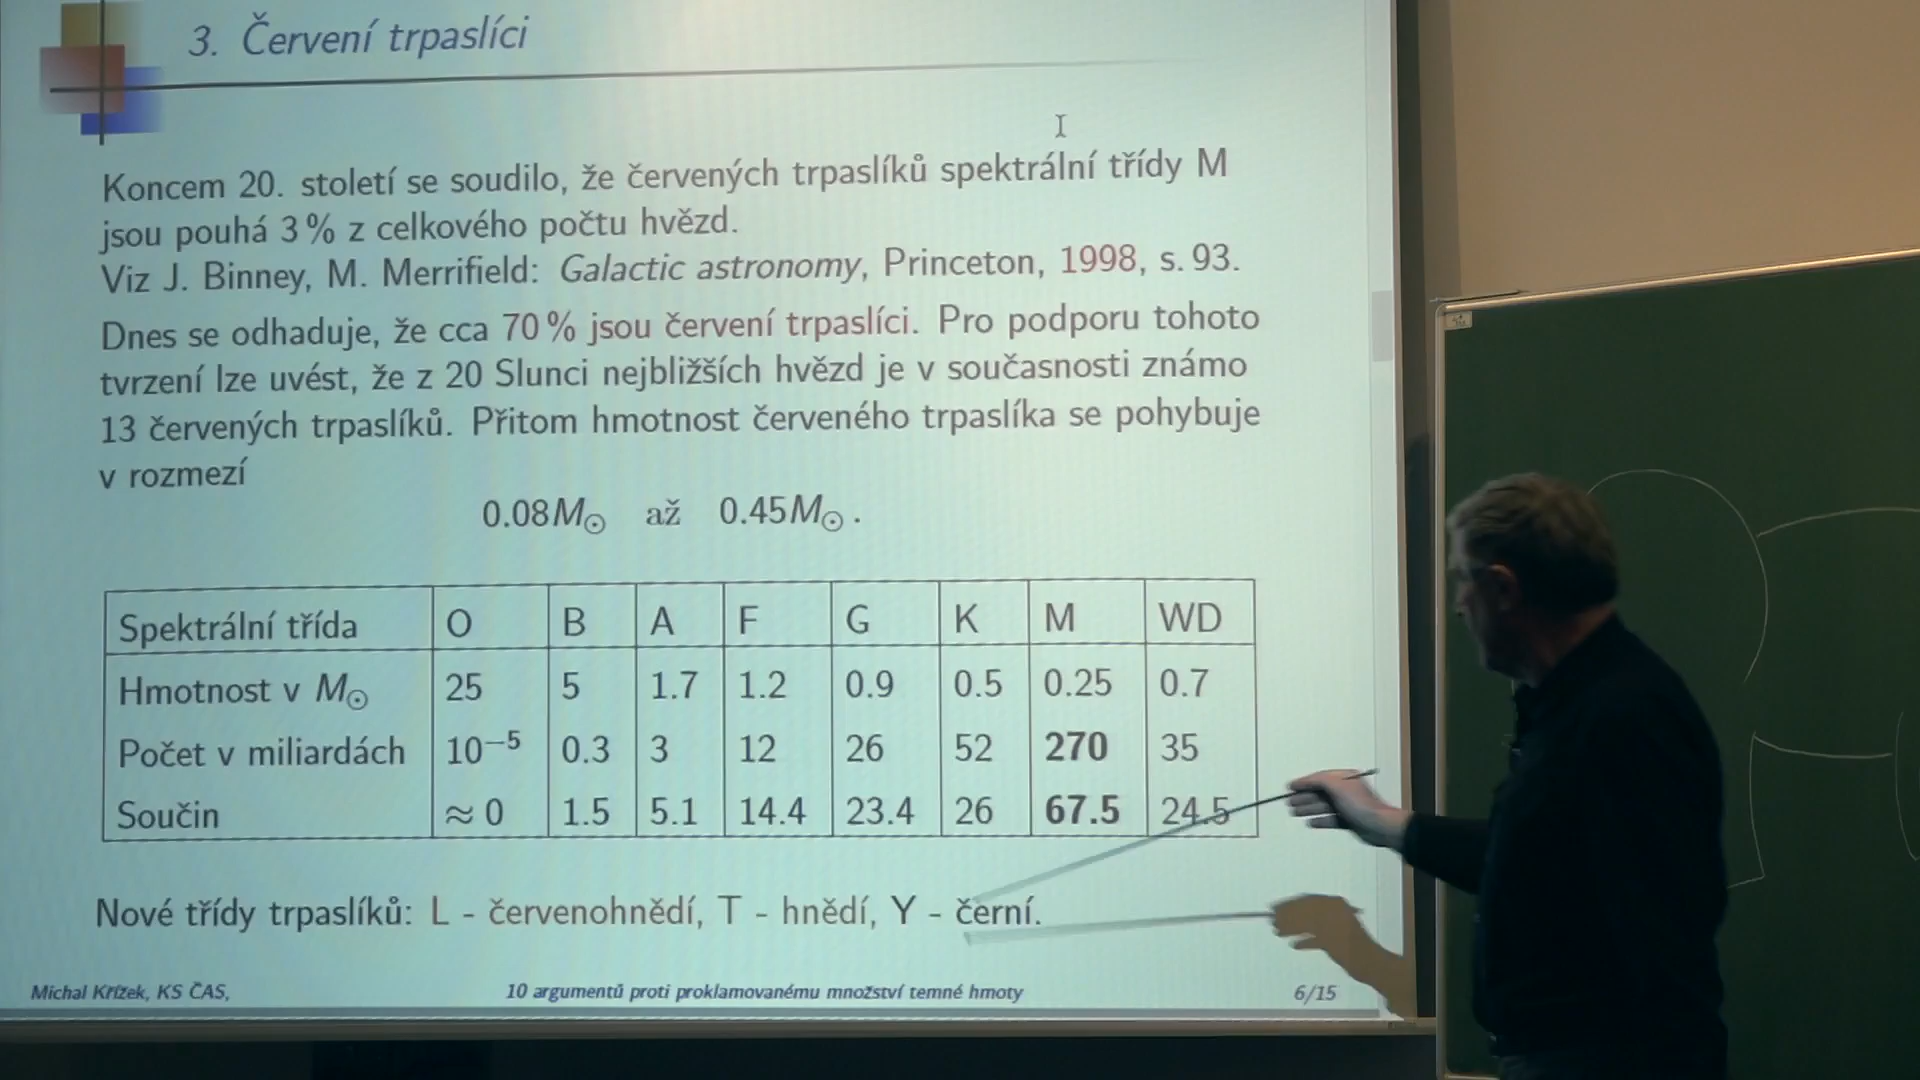 3. Červení trpaslíci
Koncem 20. století se soudilo, že červených trpaslíků spektrální třídy M
jsou pouhá 3 % z celkového počtu hvězd.
Viz J. Binney, M. Merrifield: Galactic astronomy, Princeton, 1998, s. 93.
Dnes se odhaduje, že cca 70 % jsou červení trpaslíci. Pro podporu tohoto
tvrzení lze uvést, že z 20 Slunci nejbližších hvězd je v současnosti známo
13 červených trpaslíků. Přitom hmotnost červeného trpaslíka se pohybuje
v rozmezí
0.08M☉ až 0.45M☉.
Spektrální třída O B A F G K M WD
Hmotnost v M☉ 25 5 1.7 1.2 0.9 0.5 0.25 0.7
Počet v miliardách 10⁻⁵ 0.3 3 12 26 52 270 35
Součin ≈ 0 1.5 5.1 14.4 23.4 26 67.5 24.5
Nové třídy trpaslíků: L - červenohnědí, T - hnědí, Y - černí.
Michal Křížek, KS ČAS, 10 argumentů proti proklamovanému množství temné hmoty 6/15